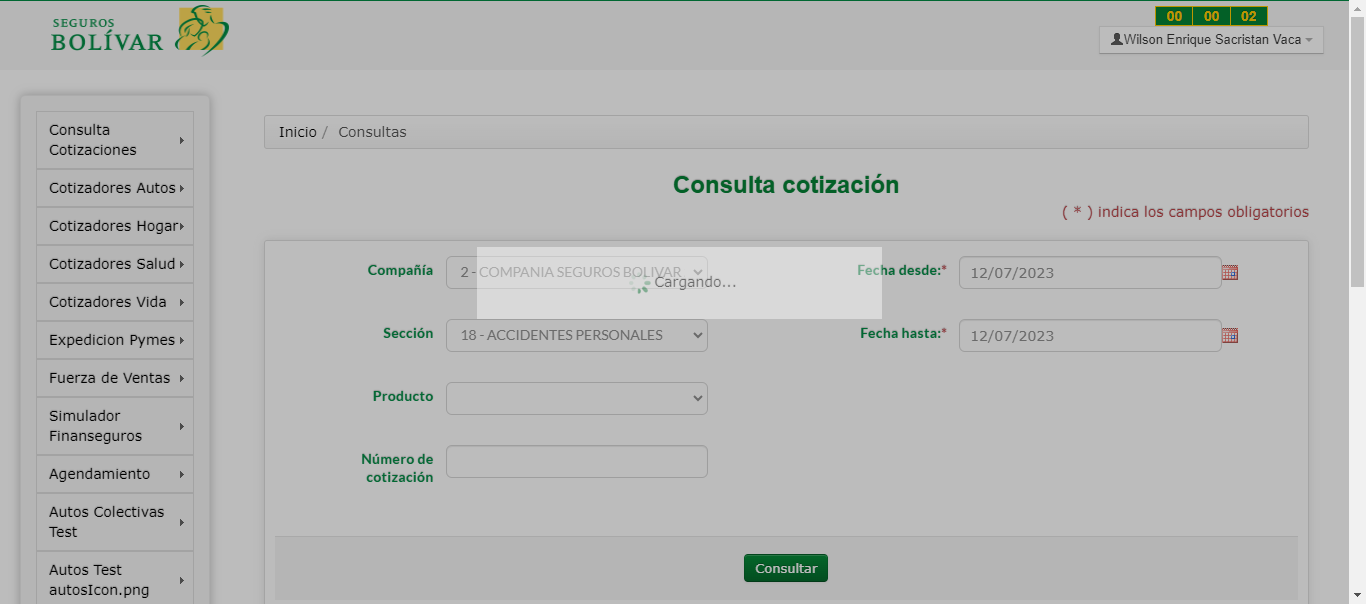 SEGUROS
BOLÍVAR
00 00 02
Wilson Enrique Sacristan Vaca
Consulta
Cotizaciones
Cotizadores Autos
Cotizadores Hogar
Cotizadores Salud
Cotizadores Vida
Expedicion Pymes
Fuerza de Ventas
Simulador
Finanseguros
Agendamiento
Autos Colectivas
Test
Autos Test
autosIcon.png
Inicio / Consultas
Consulta cotización
( * ) indica los campos obligatorios
Compañía 2 - COMPANIA SEGUROS BOLIVAR Fecha desde:* 12/07/2023
Cargando...
Sección 18 - ACCIDENTES PERSONALES Fecha hasta:* 12/07/2023
Producto
Número de
cotización
Consultar